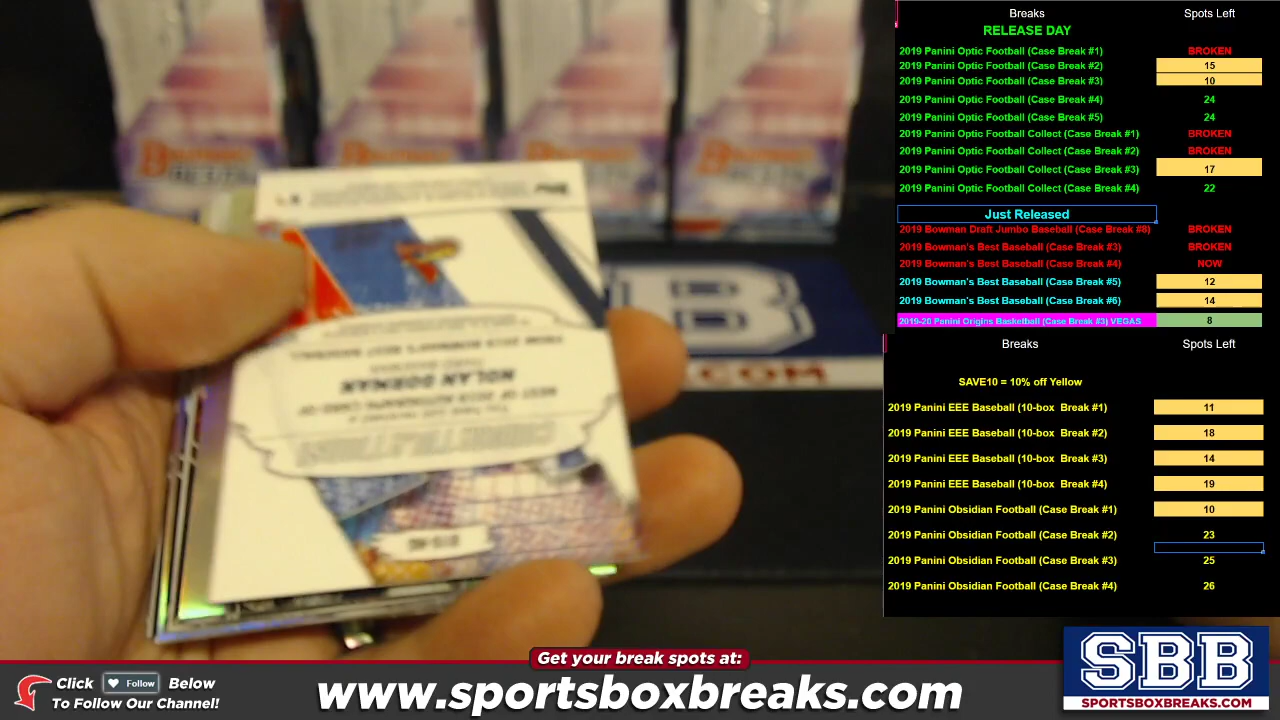 Breaks Spots Left
RELEASE DAY
2019 Panini Optic Football (Case Break #1) BROKEN
2019 Panini Optic Football (Case Break #2) 15
2019 Panini Optic Football (Case Break #3) 10
2019 Panini Optic Football (Case Break #4) 24
2019 Panini Optic Football (Case Break #5) 24
2019 Panini Optic Football Collect (Case Break #1) BROKEN
2019 Panini Optic Football Collect (Case Break #2) BROKEN
2019 Panini Optic Football Collect (Case Break #3) 17
2019 Panini Optic Football Collect (Case Break #4) 22
Just Released
2019 Bowman Draft Jumbo Baseball (Case Break #8) BROKEN
2019 Bowman's Best Baseball (Case Break #3) BROKEN
2019 Bowman's Best Baseball (Case Break #4) NOW
2019 Bowman's Best Baseball (Case Break #5) 12
2019 Bowman's Best Baseball (Case Break #6) 14
2019-20 Panini Origins Basketball (Case Break #3) VEGAS 8
Breaks Spots Left
SAVE10 = 10% off Yellow
2019 Panini EEE Baseball (10-box Break #1) 11
2019 Panini EEE Baseball (10-box Break #2) 18
2019 Panini EEE Baseball (10-box Break #3) 14
2019 Panini EEE Baseball (10-box Break #4) 19
2019 Panini Obsidian Football (Case Break #1) 10
2019 Panini Obsidian Football (Case Break #2) 23
2019 Panini Obsidian Football (Case Break #3) 25
2019 Panini Obsidian Football (Case Break #4) 26
NOLAN GORMAN
Get your break spots at:
Click Follow Below
To Follow Our Channel!
www.sportsboxbreaks.com
SBB
SPORTSBOXBREAKS.COM